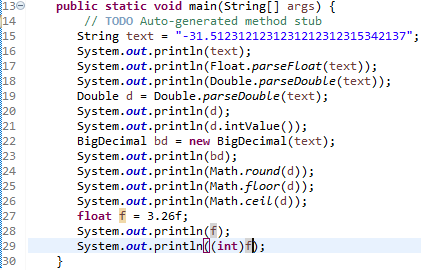 13 public static void main(String[] args) {
14 // TODO Auto-generated method stub
15 String text = "-31.51231212312312123123153421​37";
16 System.out.println(text);
17 System.out.println(Float.parseFloat(text));
18 System.out.println(Double.parseDouble(text));
19 Double d = Double.parseDouble(text);
20 System.out.println(d);
21 System.out.println(d.intValue());
22 BigDecimal bd = new BigDecimal(text);
23 System.out.println(bd);
24 System.out.println(Math.round(d));
25 System.out.println(Math.floor(d));
26 System.out.println(Math.ceil(d));
27 float f = 3.26f;
28 System.out.println(f);
29 System.out.println((int)f);
30 }